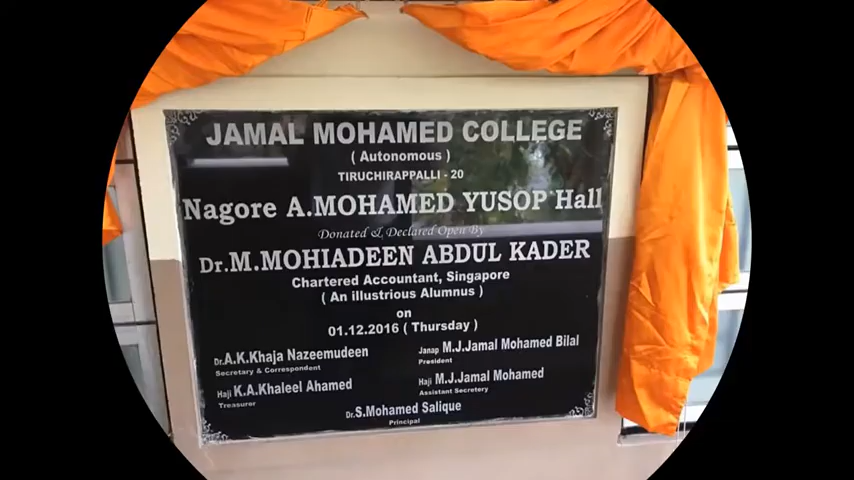 JAMAL MOHAMED COLLEGE
( Autonomous )
TIRUCHIRAPPALLI - 20
Nagore A.MOHAMED YUSOP Hall
Donated & Declared Open By
Dr.M.MOHIADEEN ABDUL KADER
Chartered Accountant, Singapore
( An illustrious Alumnus )
on
01.12.2016 ( Thursday )
Dr.A.K.Khaja Nazeemudeen
Secretary & Correspondent
Janap M.J.Jamal Mohamed Bilal
President
Haji K.A.Khaleel Ahamed
Treasurer
Haji M.J.Jamal Mohamed
Assistant Secretary
Dr.S.Mohamed Salique
Principal